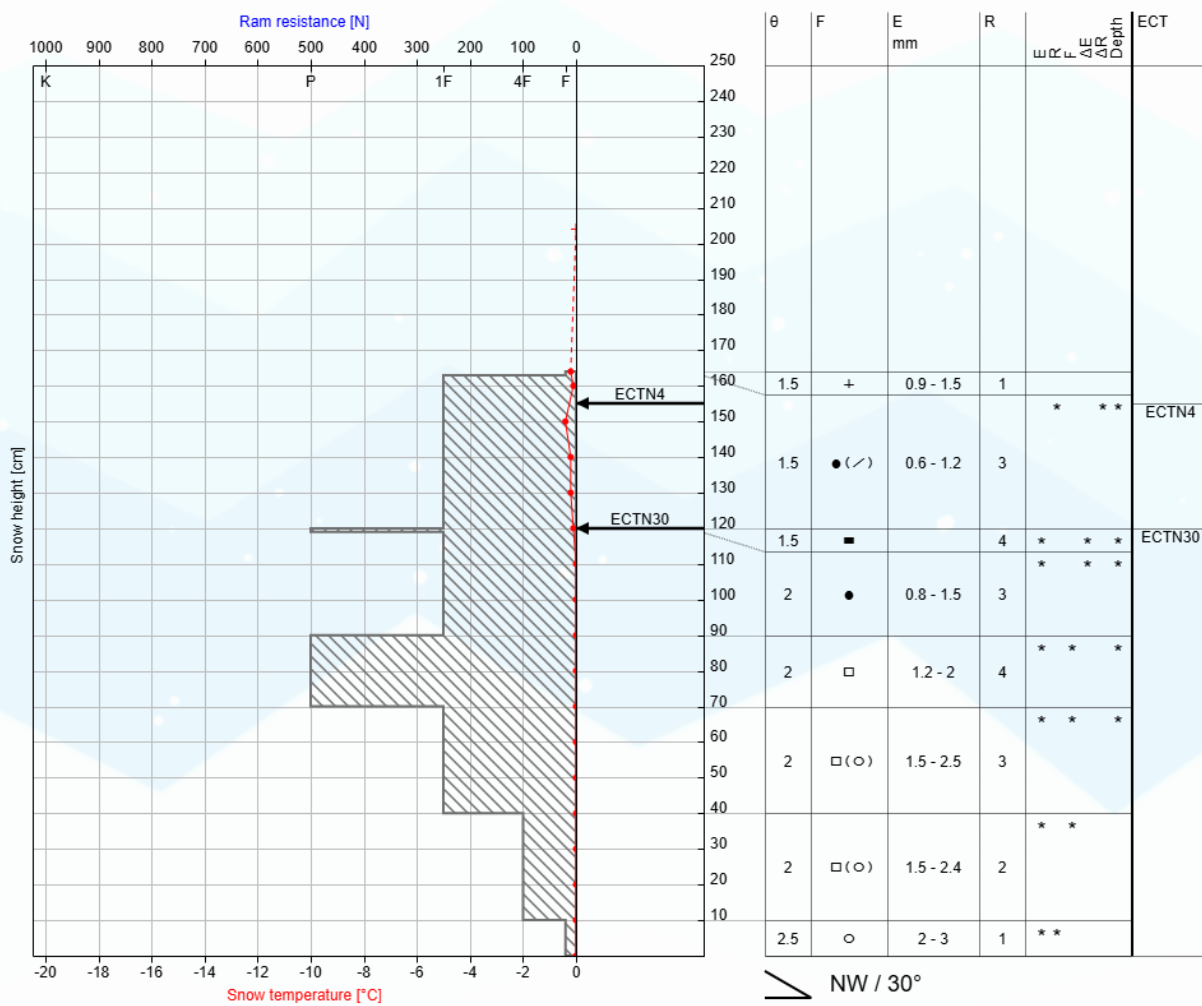 Ram resistance [N]
1000 900 800 700 600 500 400 300 200 100 0
K P 1F 4F F
θ F E R E R F ΔE ΔR Depth ECT
mm
250
240
230
220
210
200
190
180
170
160
150
140
130
120
110
100
90
80
70
60
50
40
30
20
10
Snow height [cm]
ECTN4
ECTN30
1.5 + 0.9 - 1.5 1
* * * ECTN4
1.5 ●(╱) 0.6 - 1.2 3
ECTN30
1.5 ▬ 4 * * *
* * *
2 ● 0.8 - 1.5 3
* * *
2 □ 1.2 - 2 4
* * *
2 □(○) 1.5 - 2.5 3
* *
2 □(○) 1.5 - 2.4 2
2.5 ○ 2 - 3 1 * *
-20 -18 -16 -14 -12 -10 -8 -6 -4 -2 0
Snow temperature [°C]
NW / 30°